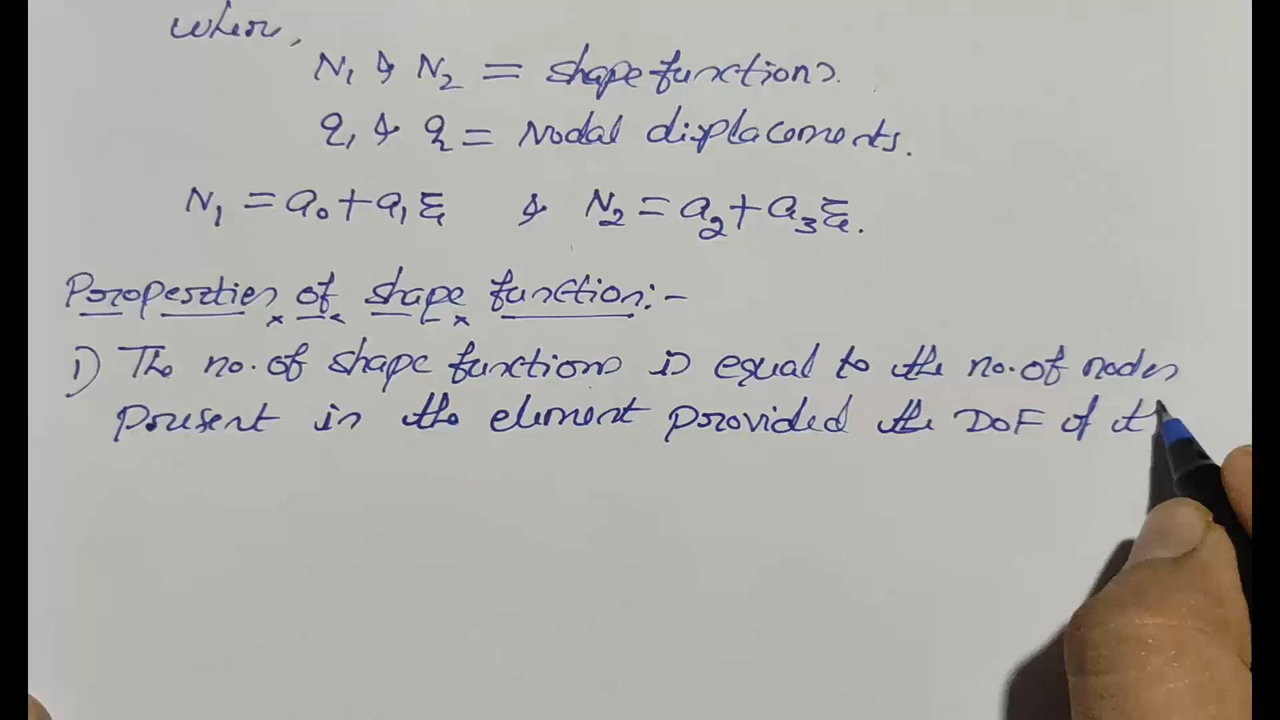 where,
N₁ & N₂ = shape functions.
q₁ & q₂ = Nodal displacements.
N₁ = a₀ + a₁ξ & N₂ = a₂ + a₃ξ.
Properties of shape function:-
1) The no. of shape functions is equal to the no. of nodes
present in the element provided the DOF of